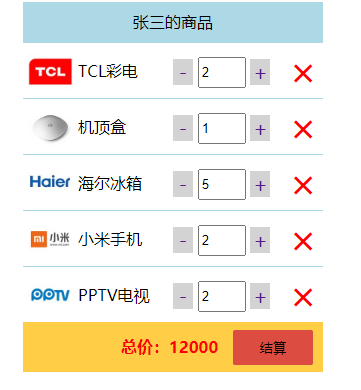 张三的商品
TCL TCL彩电 - 2 + ×
机顶盒 - 1 + ×
Haier 海尔冰箱 - 5 + ×
mi 小米 小米手机 - 2 + ×
PPTV PPTV电视 - 2 + ×
总价：12000 结算